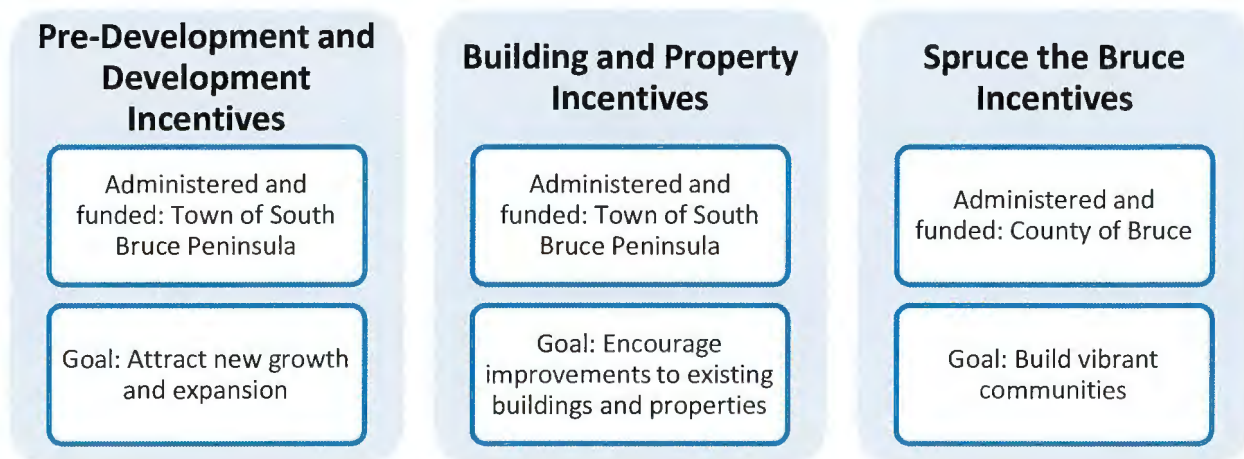 Pre-Development and
Development
Incentives
Administered and
funded: Town of South
Bruce Peninsula
Goal: Attract new growth
and expansion
Building and Property
Incentives
Administered and
funded: Town of South
Bruce Peninsula
Goal: Encourage
improvements to existing
buildings and properties
Spruce the Bruce
Incentives
Administered and
funded: County of Bruce
Goal: Build vibrant
communities